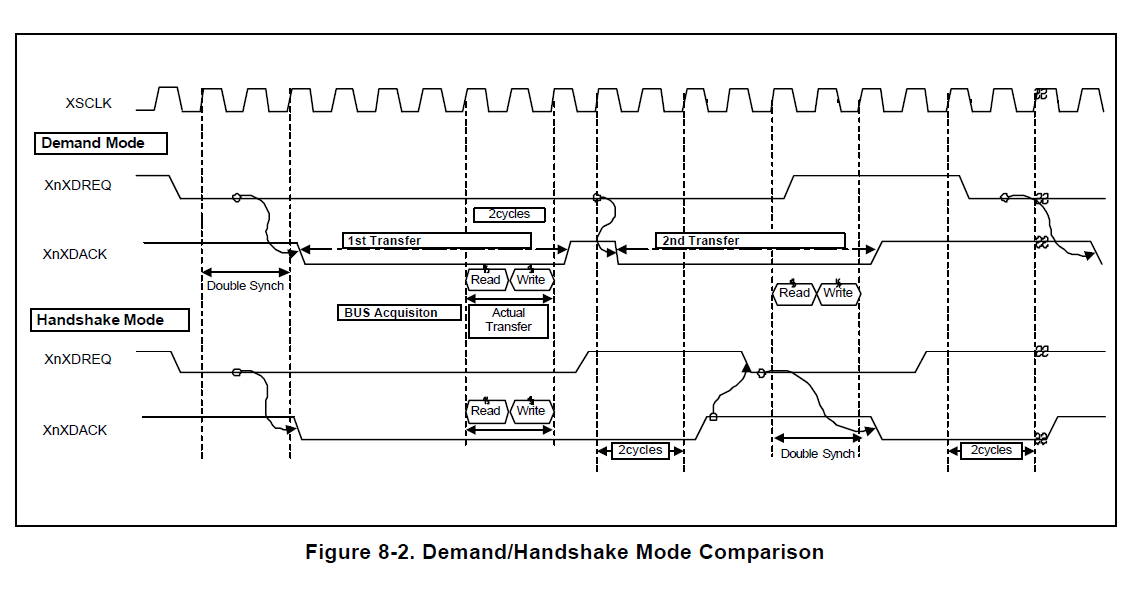 XSCLK
Demand Mode
XnXDREQ
2cycles
1st Transfer
2nd Transfer
XnXDACK
Read
Write
Double Synch
Read
Write
BUS Acquisiton
Actual
Transfer
Handshake Mode
XnXDREQ
Read
Write
XnXDACK
2cycles
Double Synch
2cycles
Figure 8-2. Demand/Handshake Mode Comparison